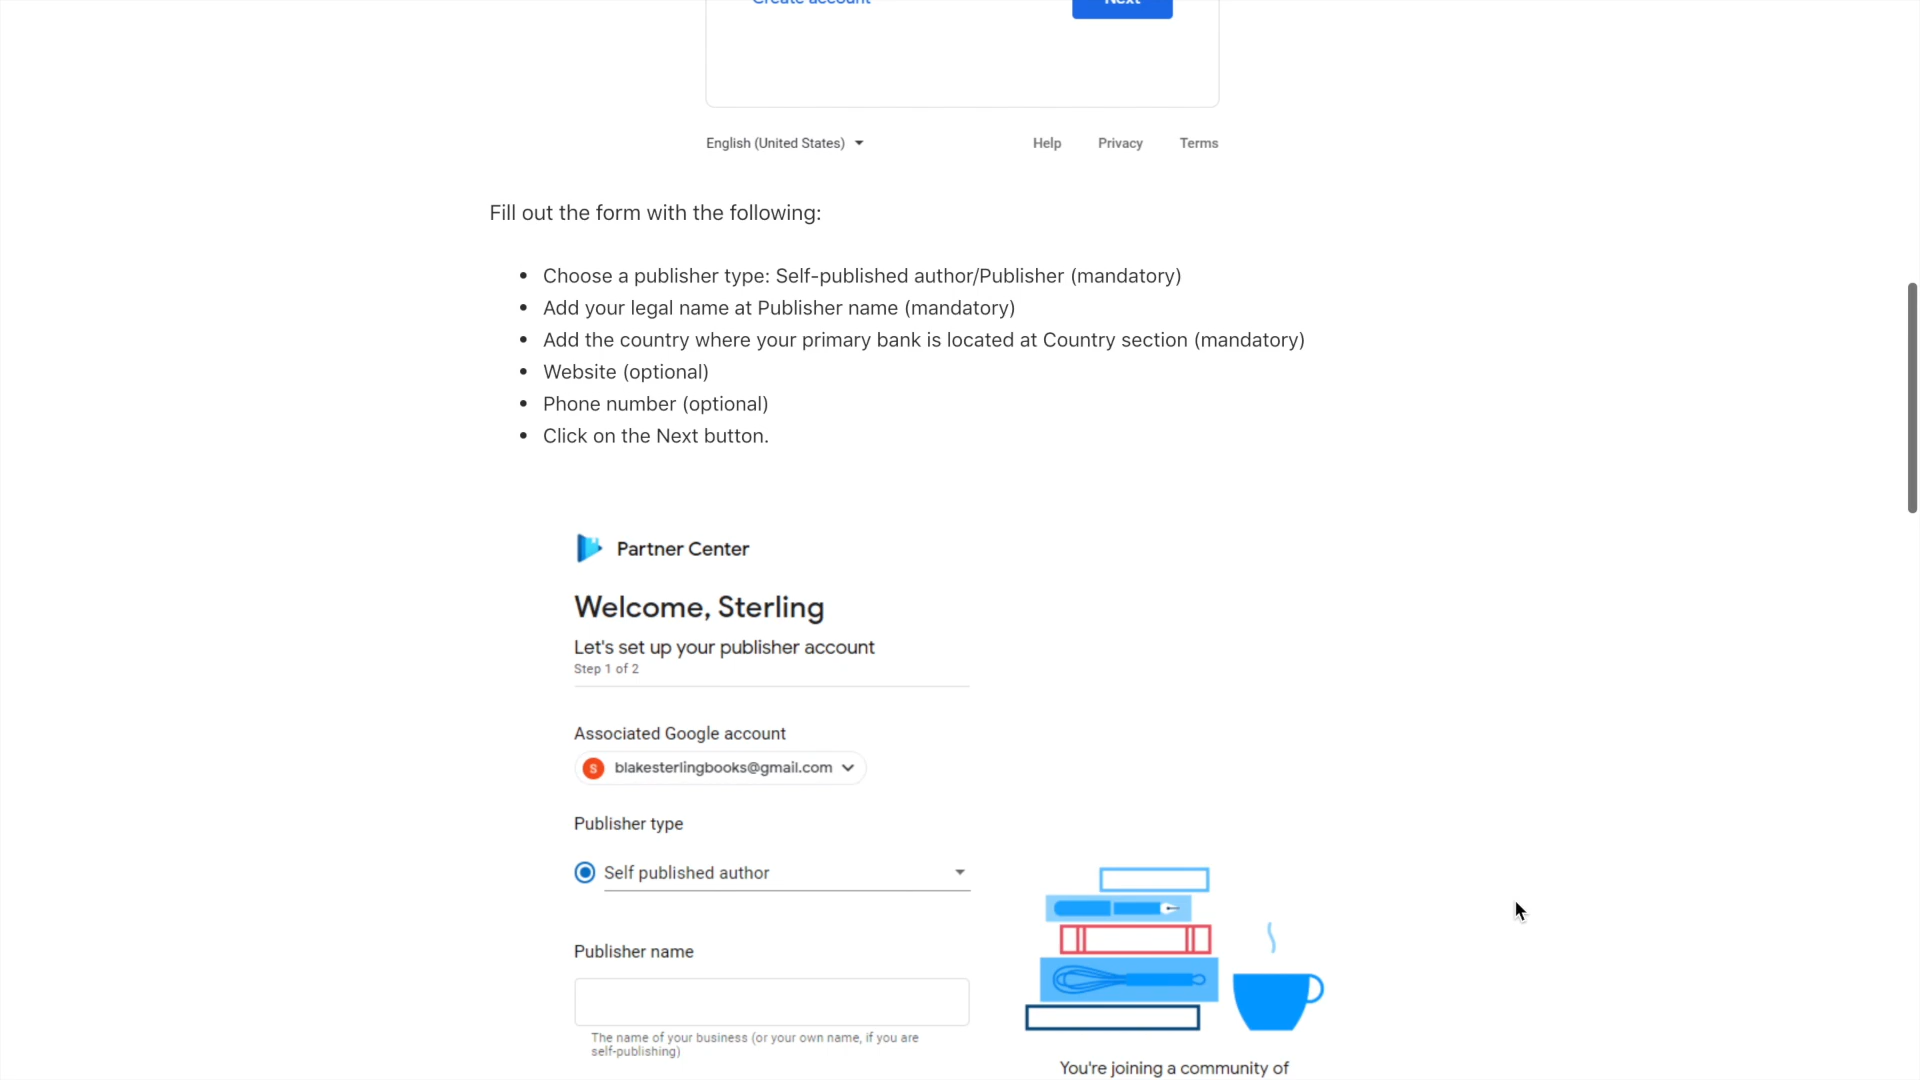 Create account
Next
English (United States)
Help
Privacy
Terms
Fill out the form with the following:
• Choose a publisher type: Self-published author/Publisher (mandatory)
• Add your legal name at Publisher name (mandatory)
• Add the country where your primary bank is located at Country section (mandatory)
• Website (optional)
• Phone number (optional)
• Click on the Next button.
Partner Center
Welcome, Sterling
Let's set up your publisher account
Step 1 of 2
Associated Google account
S blakesterlingbooks@gmail.com
Publisher type
Self published author
Publisher name
The name of your business (or your own name, if you are
self-publishing)
You're joining a community of